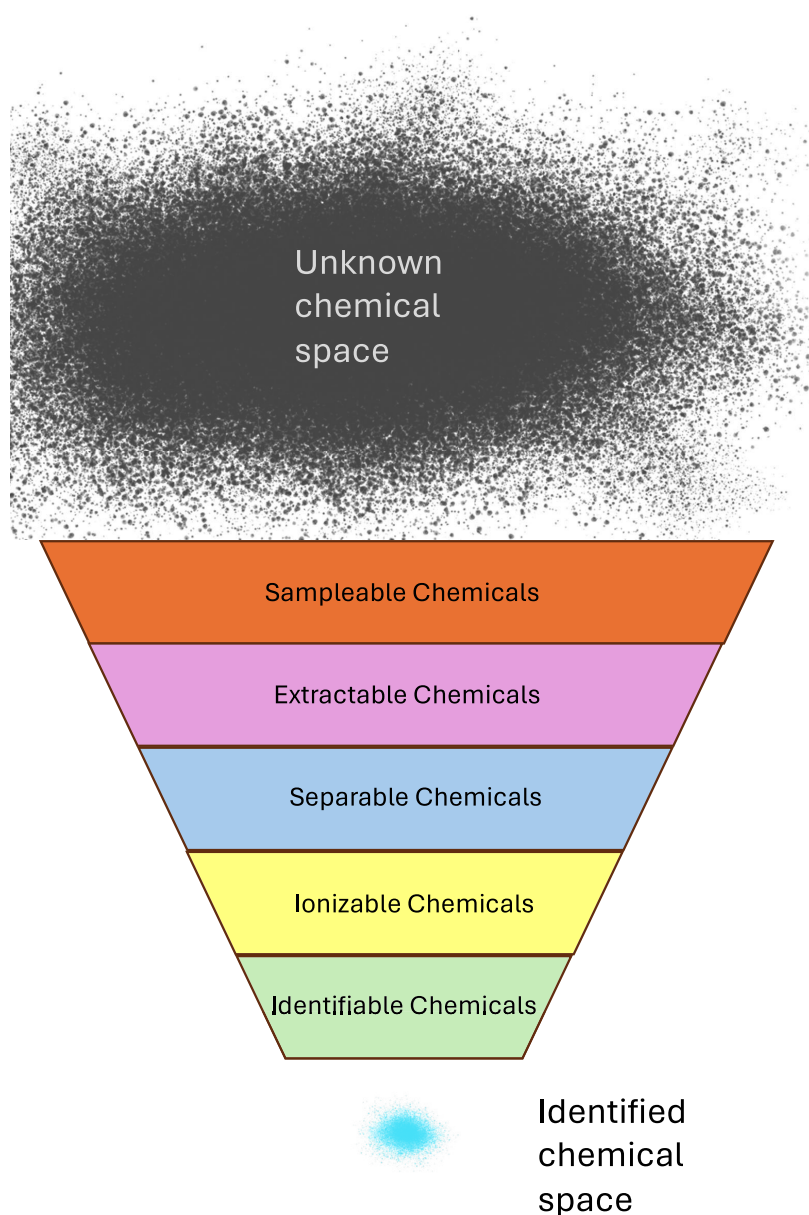 Unknown
chemical
space
Sampleable Chemicals
Extractable Chemicals
Separable Chemicals
Ionizable Chemicals
Identifiable Chemicals
Identified
chemical
space